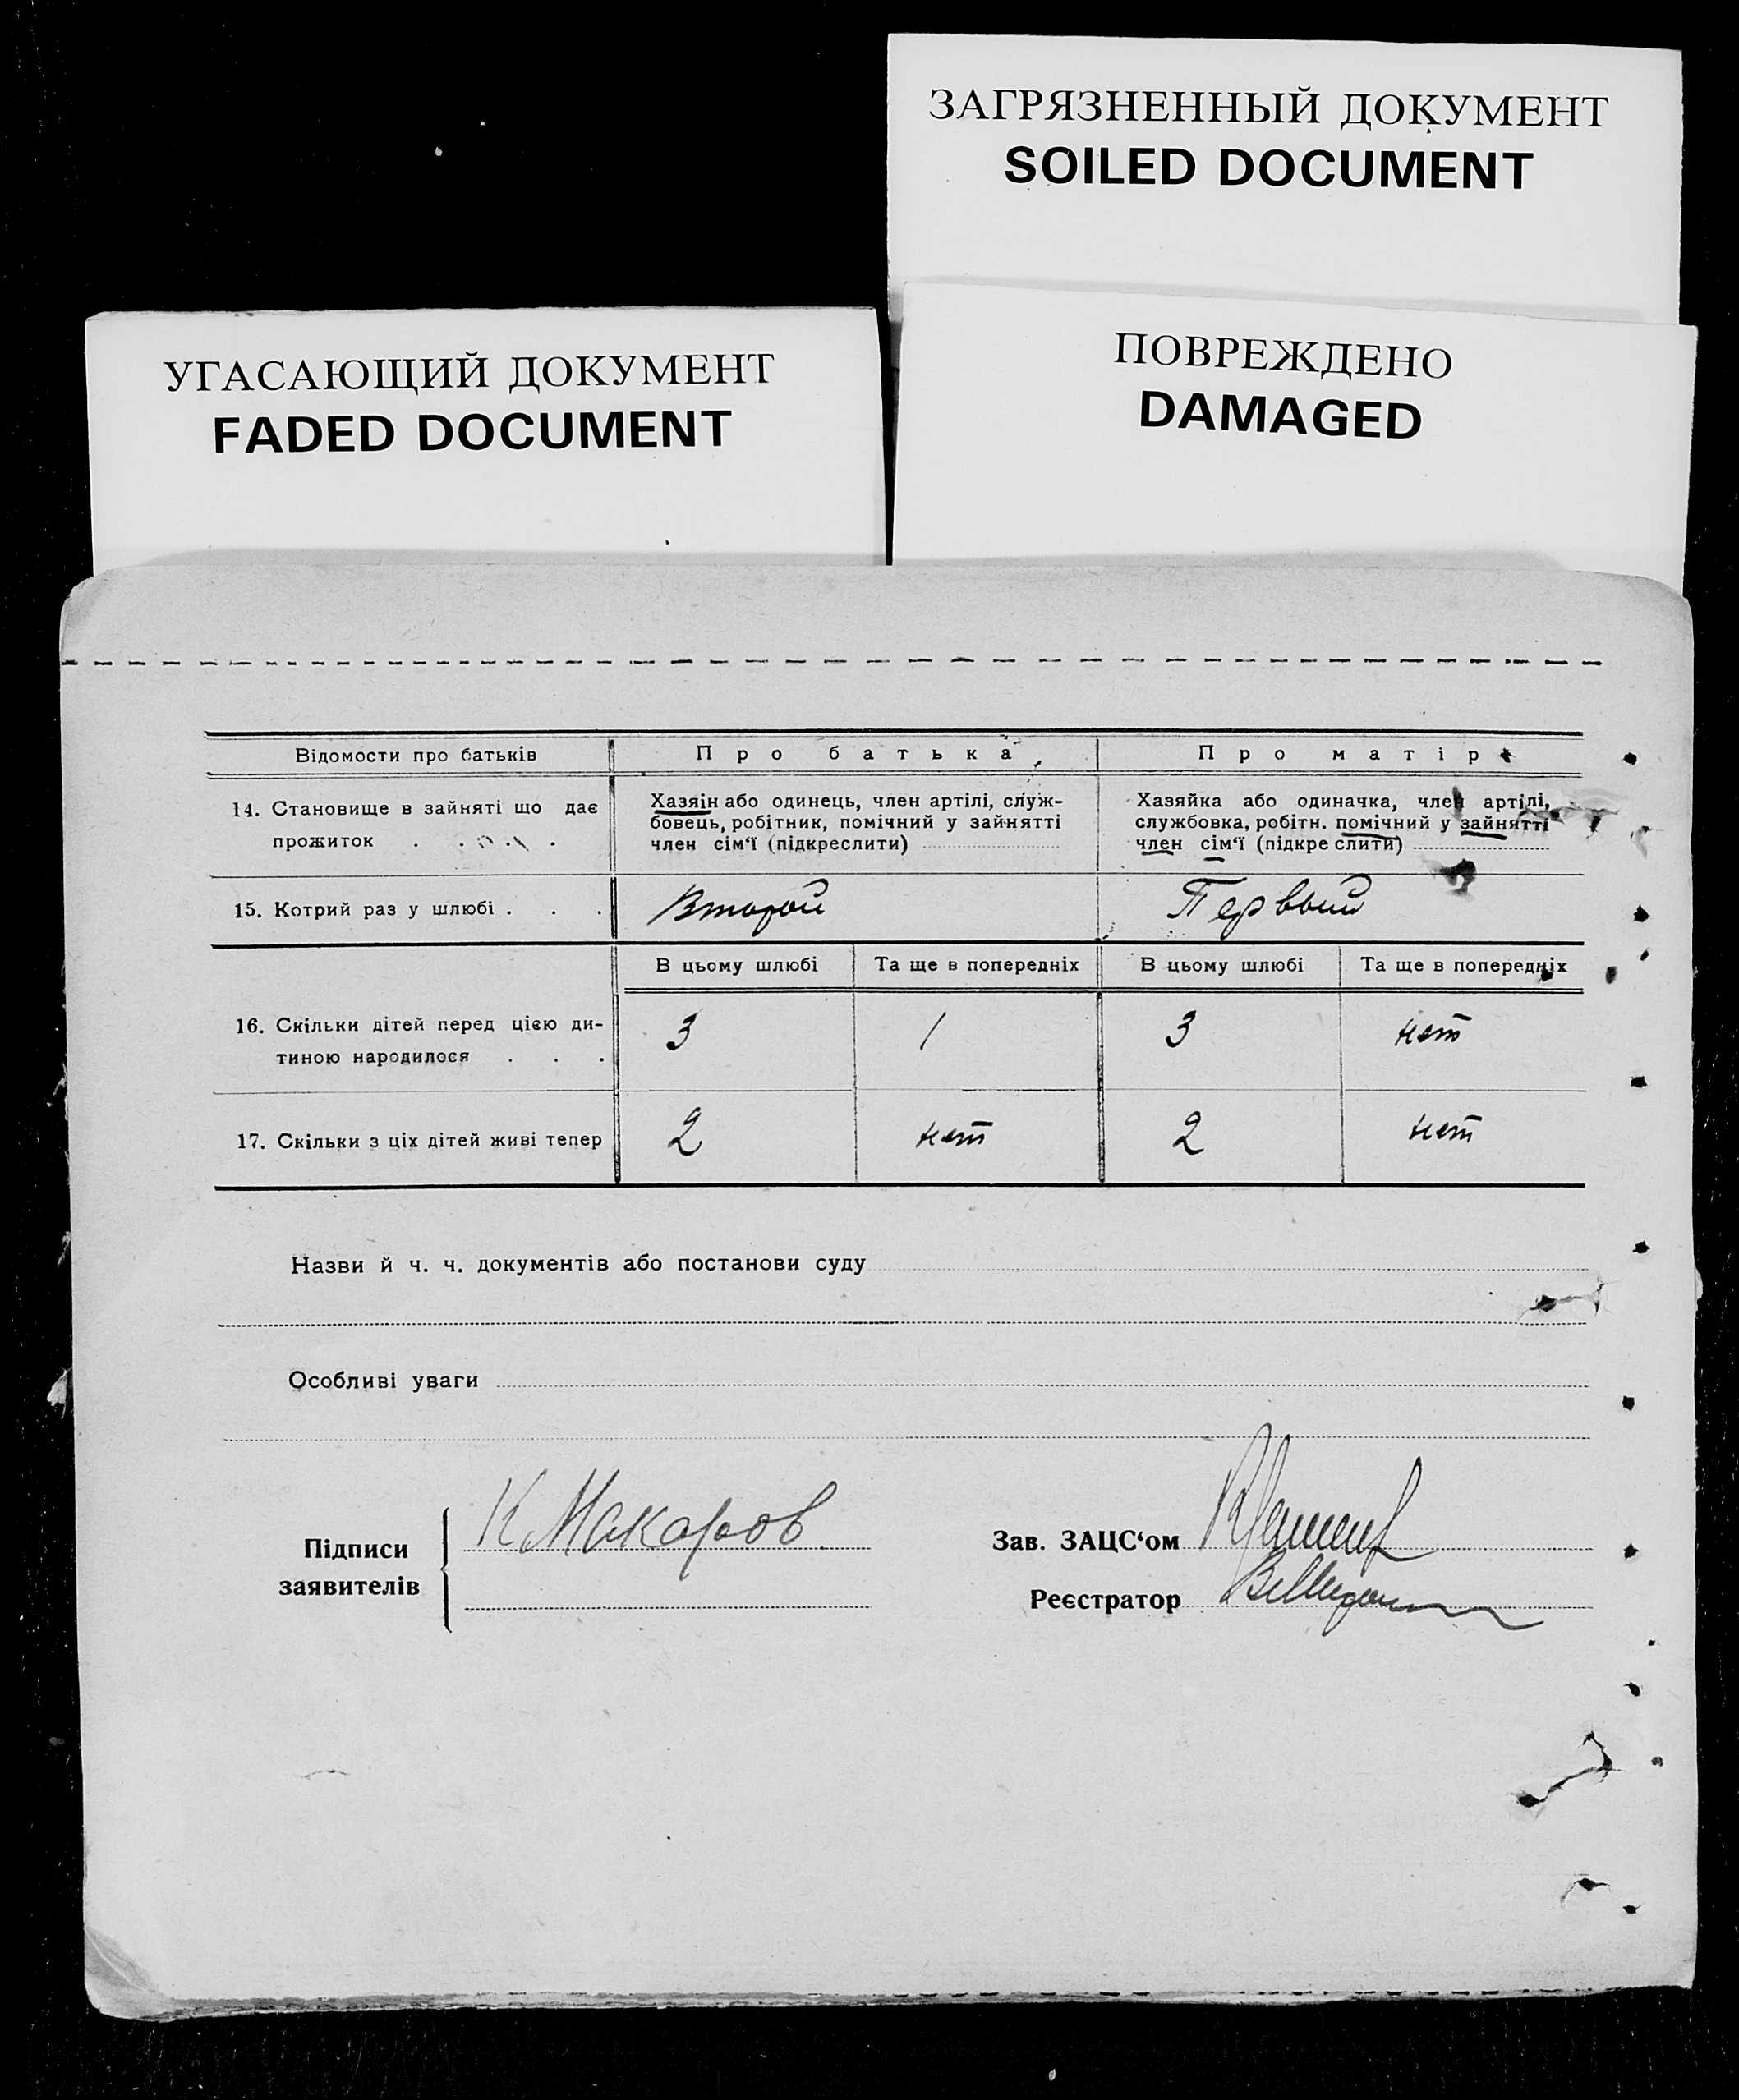 ЗАГРЯЗНЕННЫЙ ДОКУМЕНТ
SOILED DOCUMENT
УГАСАЮЩИЙ ДОКУМЕНТ
FADED DOCUMENT
ПОВРЕЖДЕНО
DAMAGED
Відомости про батьків Про батька Про матір
14. Становище в зайняті що дає прожиток . . . .
Хазяін або одинець, член артілі, служ-
бовець, робітник, помічний у зайнятті
член сім‘ї (підкреслити)
Хазяйка або одиначка, член артілі,
службовка, робітн. помічний у зайнятті
член сім‘ї (підкреслити)
15. Котрий раз у шлюбі . . . Второй Первый
В цьому шлюбі Та ще в попередніх В цьому шлюбі Та ще в попередніх
16. Скільки дітей перед цією ди-
тиною народилося . . . 3 1 3 нет
17. Скільки з ціх дітей живі тепер 2 нет 2 нет
Назви й ч. ч. документів або постанови суду
Особливі уваги
Підписи
заявителів
К Макаров
Зав. ЗАЦС‘ом
Реєстратор